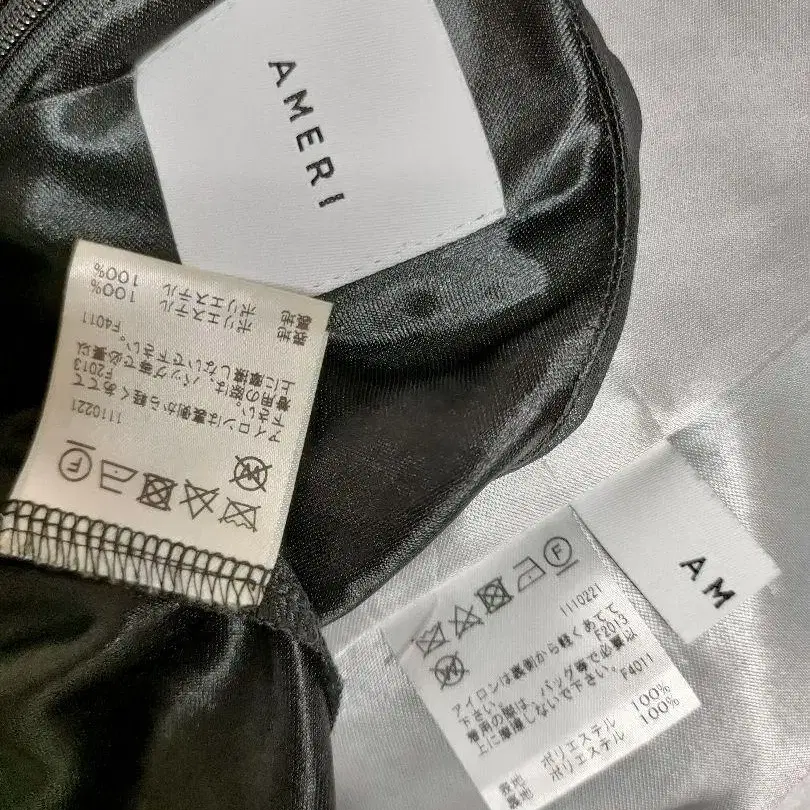 AMERI
1110221
アイロンは裏側から軽くあてて
下さい。 F2013
着用の際は、バッグ等で必要以
上に摩擦しないで下さい。
F4011
表地 ポリエステル 100%
裏地 ポリエステル 100%
AM
1110221
アイロンは裏側から軽くあてて
下さい。 F2013
着用の際は、バッグ等で必要以
上に摩擦しないで下さい。
F4011
表地 ポリエステル 100%
裏地 ポリエステル 100%